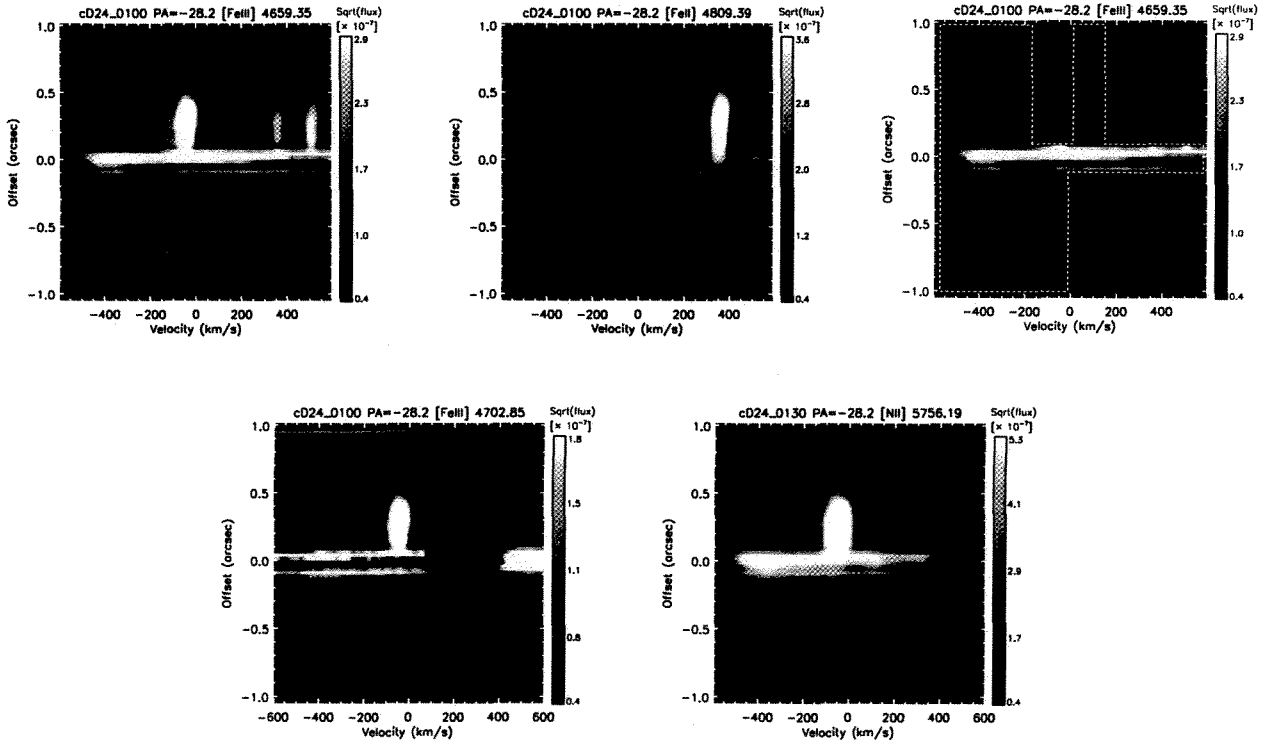 cD24_0100 PA=−28.2 [FeIII] 4659.35
Sqrt(flux)
[× 10⁻⁷]
1.0
0.5
0.0
−0.5
−1.0
Offset (arcsec)
−400 −200 0 200 400
Velocity (km/s)
2.9
2.3
1.7
1.0
0.4
cD24_0100 PA=−28.2 [FeII] 4809.39
Sqrt(flux)
[× 10⁻⁷]
1.0
0.5
0.0
−0.5
−1.0
Offset (arcsec)
−400 −200 0 200 400
Velocity (km/s)
3.6
2.8
2.0
1.2
0.4
cD24_0100 PA=−28.2 [FeIII] 4659.35
Sqrt(flux)
[× 10⁻⁷]
1.0
0.5
0.0
−0.5
−1.0
Offset (arcsec)
−400 −200 0 200 400
Velocity (km/s)
2.9
2.3
1.7
1.0
0.4
cD24_0100 PA=−28.2 [FeIII] 4702.85
Sqrt(flux)
[× 10⁻⁷]
1.0
0.5
0.0
−0.5
−1.0
Offset (arcsec)
−600 −400 −200 0 200 400 600
Velocity (km/s)
1.8
1.5
1.1
0.8
0.4
cD24_0130 PA=−28.2 [NII] 5756.19
Sqrt(flux)
[× 10⁻⁷]
1.0
0.5
0.0
−0.5
−1.0
Offset (arcsec)
−400 −200 0 200 400 600
Velocity (km/s)
5.3
4.1
2.9
1.7
0.4